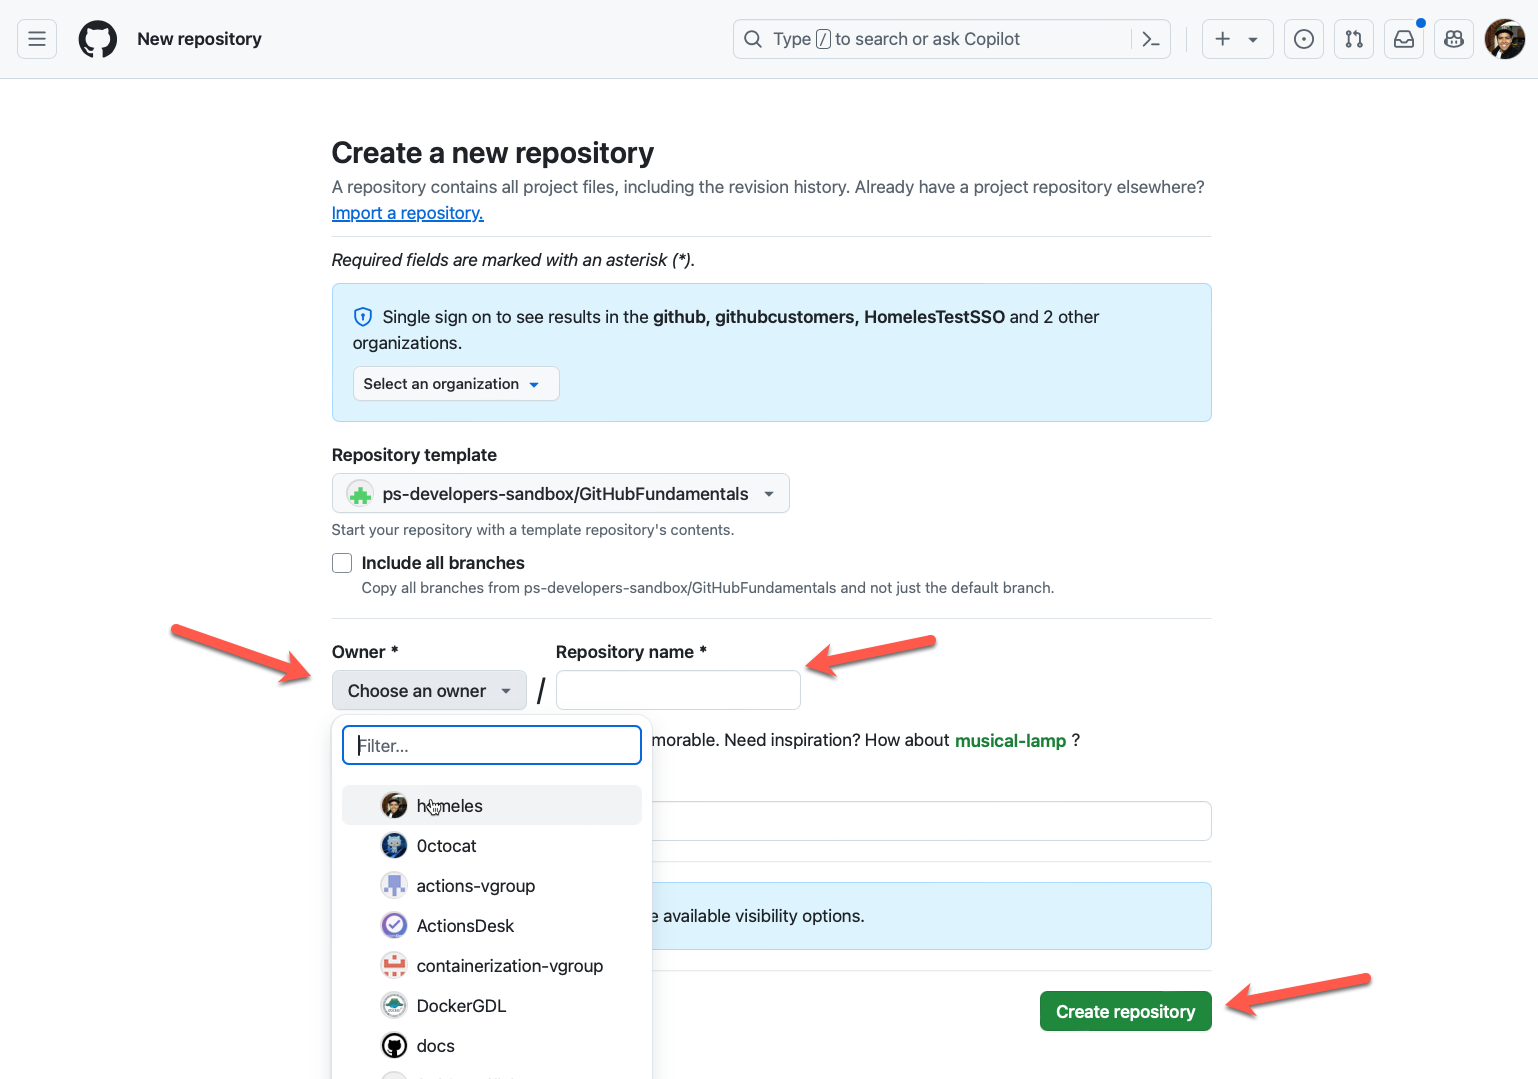 New repository
Type / to search or ask Copilot
Create a new repository
A repository contains all project files, including the revision history. Already have a project repository elsewhere?
Import a repository.
Required fields are marked with an asterisk (*).
Single sign on to see results in the github, githubcustomers, HomelesTestSSO and 2 other
organizations.
Select an organization
Repository template
ps-developers-sandbox/GitHubFundamentals
Start your repository with a template repository's contents.
Include all branches
Copy all branches from ps-developers-sandbox/GitHubFundamentals and not just the default branch.
Owner *
Repository name *
Choose an owner
/
Filter...
morable. Need inspiration? How about musical-lamp ?
homeles
0ctocat
actions-vgroup
ActionsDesk
e available visibility options.
containerization-vgroup
DockerGDL
Create repository
docs